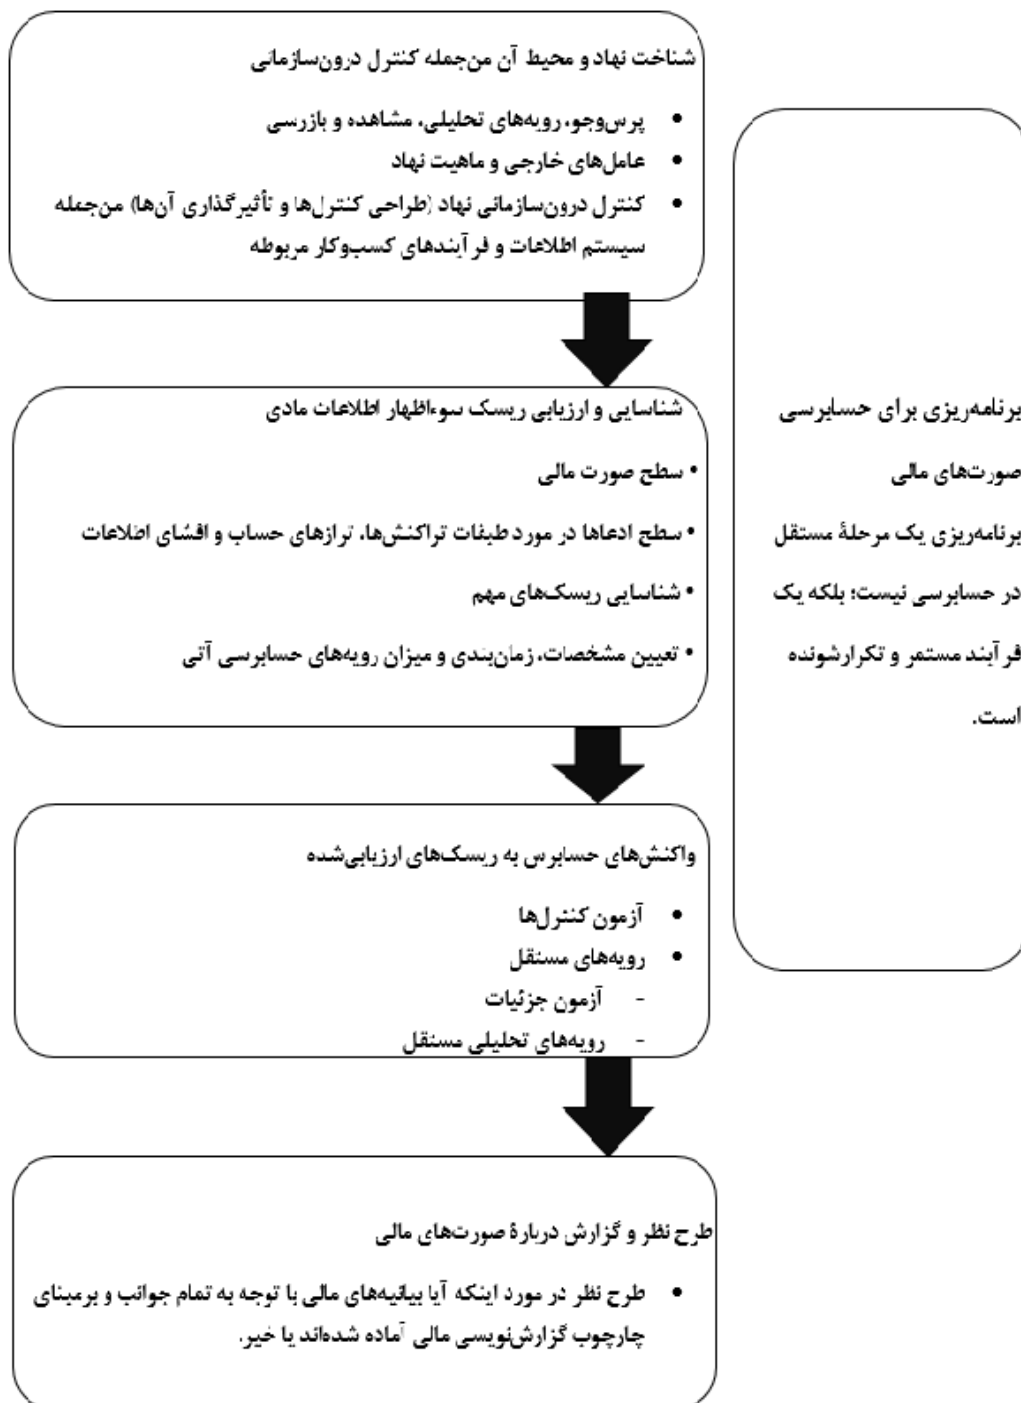 شناخت نهاد و محیط آن من‌جمله کنترل درون‌سازمانی
• پرس‌وجو، رویه‌های تحلیلی، مشاهده و بازرسی
• عامل‌های خارجی و ماهیت نهاد
• کنترل درون‌سازمانی نهاد (طراحی کنترل‌ها و تأثیرگذاری آن‌ها) من‌جمله
سیستم اطلاعات و فرآیندهای کسب‌وکار مربوطه
شناسایی و ارزیابی ریسک سوءاظهار اطلاعات مادی
• سطح صورت مالی
• سطح ادعاها در مورد طبقات تراکنش‌ها، ترازهای حساب و افشای اطلاعات
• شناسایی ریسک‌های مهم
• تعیین مشخصات، زمان‌بندی و میزان رویه‌های حسابرسی آتی
واکنش‌های حسابرس به ریسک‌های ارزیابی‌شده
• آزمون کنترل‌ها
• رویه‌های مستقل
- آزمون جزئیات
- رویه‌های تحلیلی مستقل
طرح نظر و گزارش دربارهٔ صورت‌های مالی
• طرح نظر در مورد اینکه آیا بیانیه‌های مالی با توجه به تمام جوانب و برمبنای
چارچوب گزارش‌نویسی مالی آماده شده‌اند یا خیر.
برنامه‌ریزی برای حسابرسی
صورت‌های مالی
برنامه‌ریزی یک مرحلهٔ مستقل
در حسابرسی نیست؛ بلکه یک
فرآیند مستمر و تکرارشونده
است.